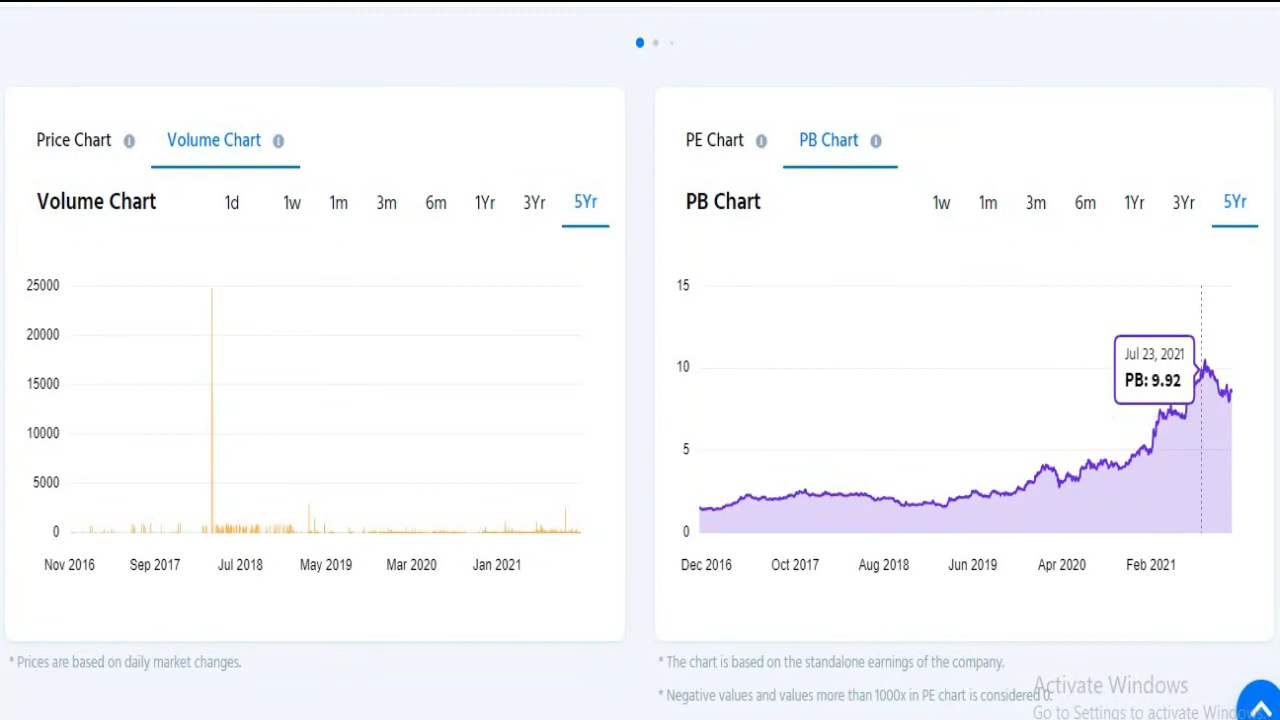 Price Chart Volume Chart
Volume Chart 1d 1w 1m 3m 6m 1Yr 3Yr 5Yr
25000
20000
15000
10000
5000
0
Nov 2016 Sep 2017 Jul 2018 May 2019 Mar 2020 Jan 2021
* Prices are based on daily market changes.
PE Chart PB Chart
PB Chart 1w 1m 3m 6m 1Yr 3Yr 5Yr
15
10
5
0
Jul 23, 2021
PB: 9.92
Dec 2016 Oct 2017 Aug 2018 Jun 2019 Apr 2020 Feb 2021
* The chart is based on the standalone earnings of the company.
* Negative values and values more than 1000x in PE chart is considered 0.
Activate Windows
Go to Settings to activate Windows.